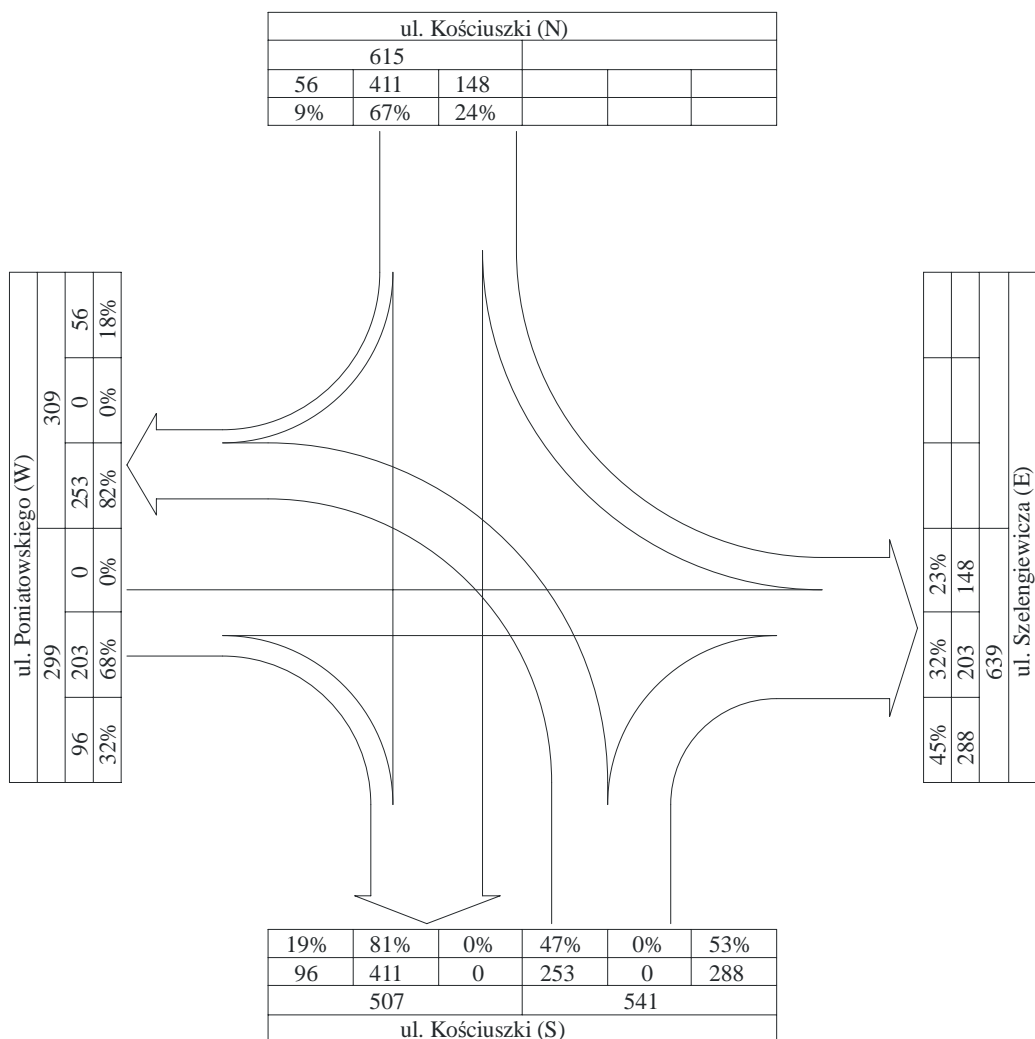 ul. Kościuszki (N)
615
56 411 148
9% 67% 24%
ul. Poniatowskiego (W)
299 309
96 203 0 253 0 56
32% 68% 0% 82% 0% 18%
45% 32% 23%
288 203 148
639
ul. Szelengiewicza (E)
19% 81% 0% 47% 0% 53%
96 411 0 253 0 288
507 541
ul. Kościuszki (S)